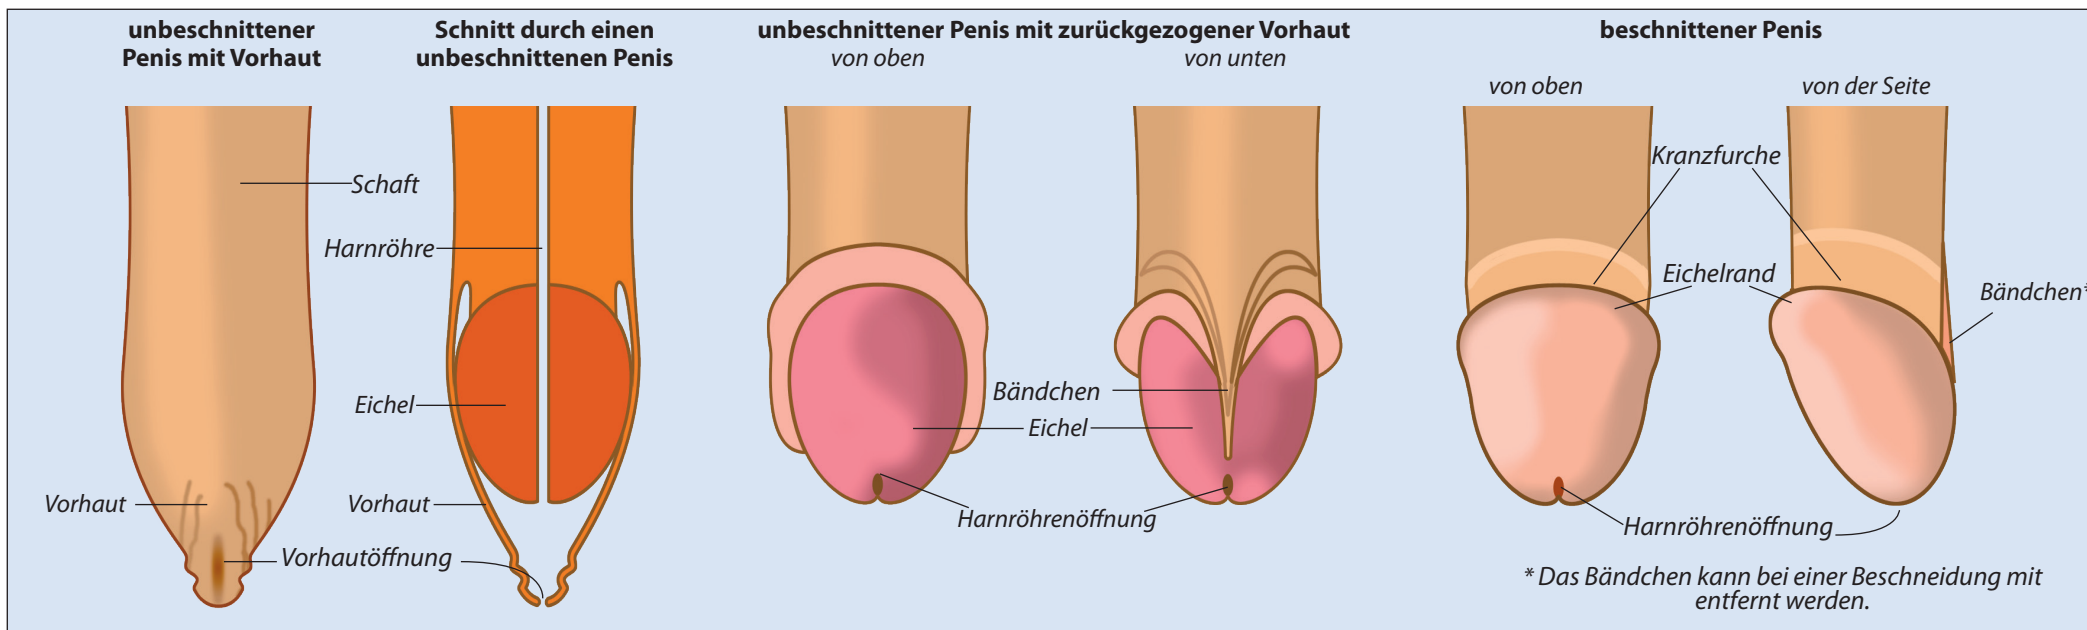 unbeschnittener
Penis mit Vorhaut
Schnitt durch einen
unbeschnittenen Penis
unbeschnittener Penis mit zurückgezogener Vorhaut
von oben
von unten
beschnittener Penis
von oben
von der Seite
Schaft
Harnröhre
Eichel
Vorhaut
Vorhaut
Vorhautöffnung
Bändchen
Eichel
Harnröhrenöffnung
Kranzfurche
Eichelrand
Bändchen*
Harnröhrenöffnung
* Das Bändchen kann bei einer Beschneidung mit
entfernt werden.